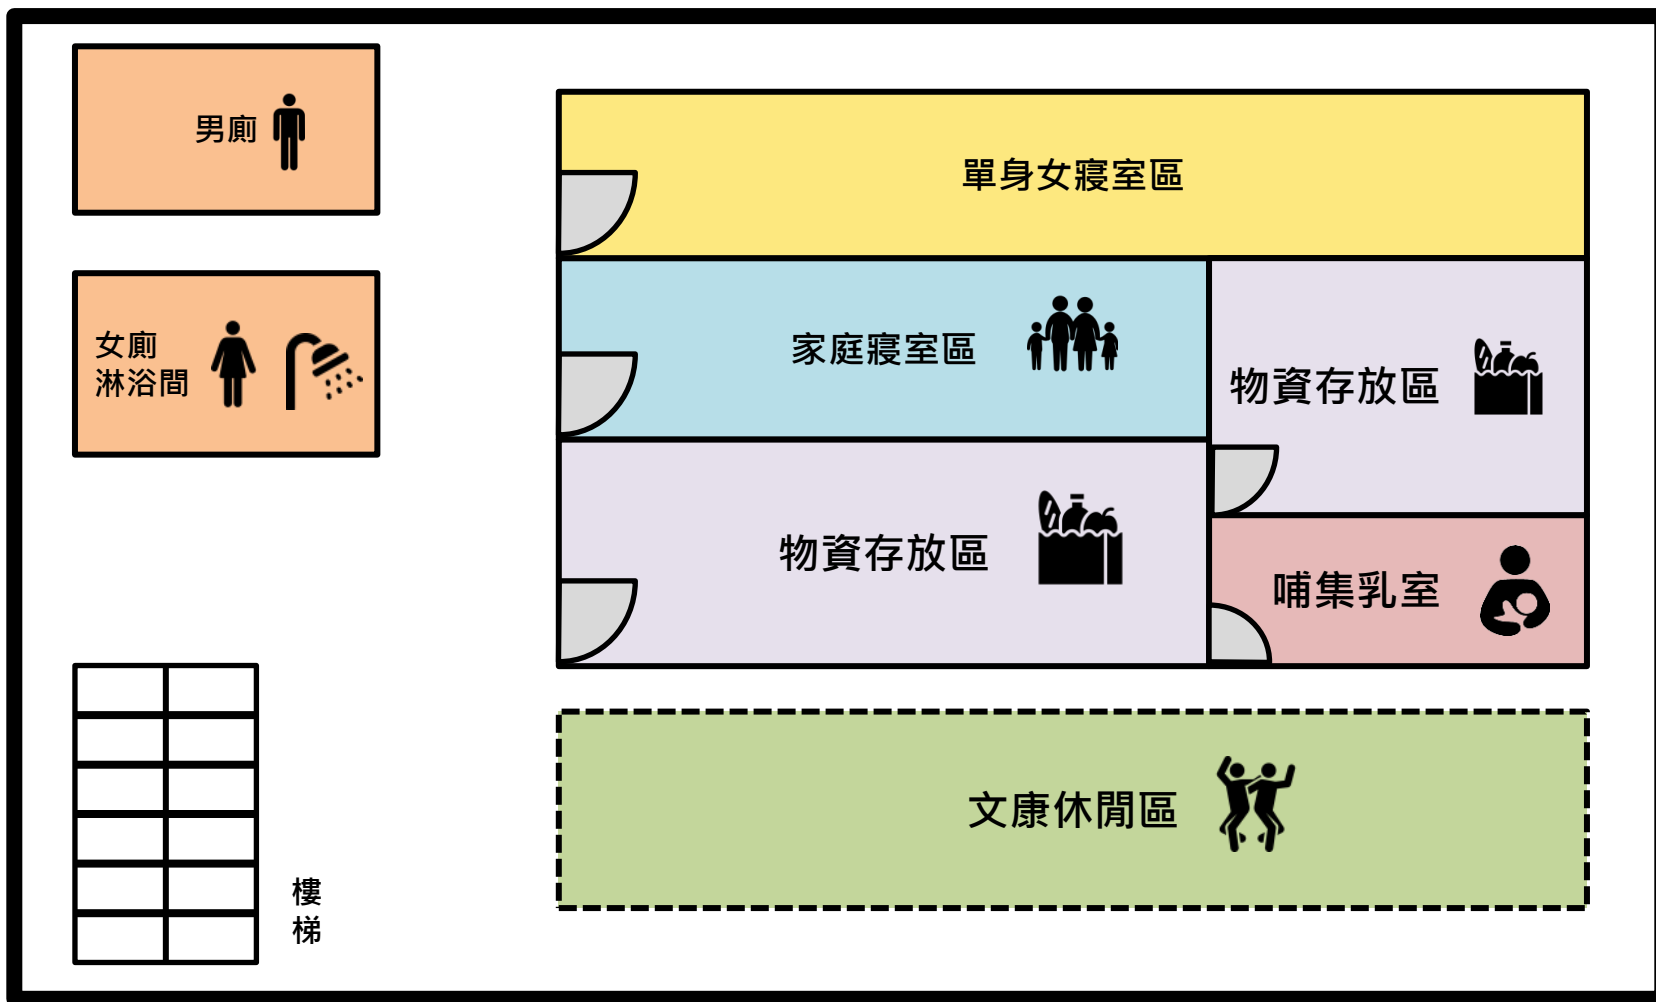 男廁
單身女寢室區
女廁
淋浴間
家庭寢室區
物資存放區
物資存放區
哺集乳室
文康休閒區
樓
梯